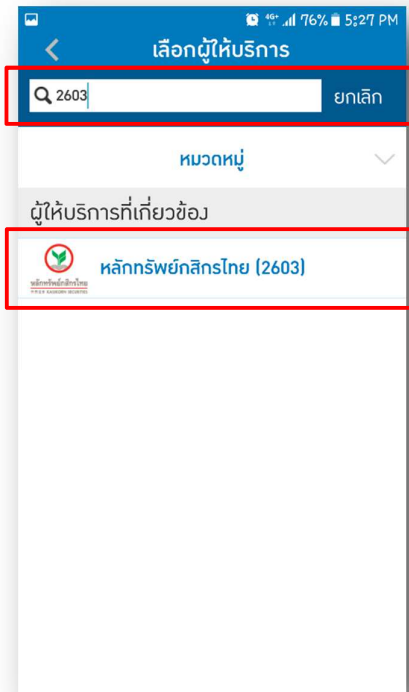 4G+ 76% 5:27 PM
เลือกผู้ให้บริการ
2603 ยกเลิก
หมวดหมู่
ผู้ให้บริการที่เกี่ยวข้อง
หลักทรัพย์กสิกรไทย
หลักทรัพย์กสิกรไทย (2603)